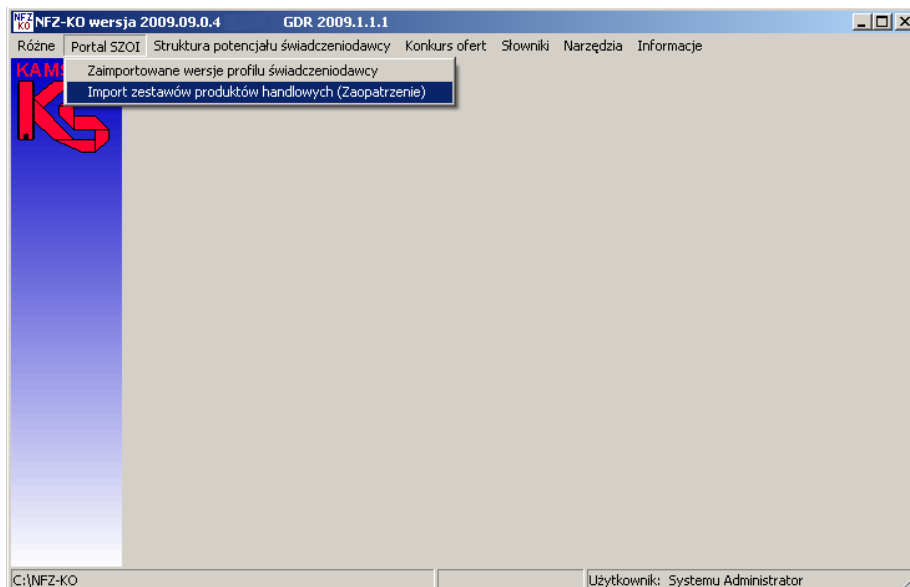 NFZ KO NFZ-KO wersja 2009.09.0.4 GDR 2009.1.1.1
Różne Portal SZOI Struktura potencjału świadczeniodawcy Konkurs ofert Słowniki Narzędzia Informacje
Zaimportowane wersje profilu świadczeniodawcy
Import zestawów produktów handlowych (Zaopatrzenie)
C:\NFZ-KO Użytkownik: Systemu Administrator